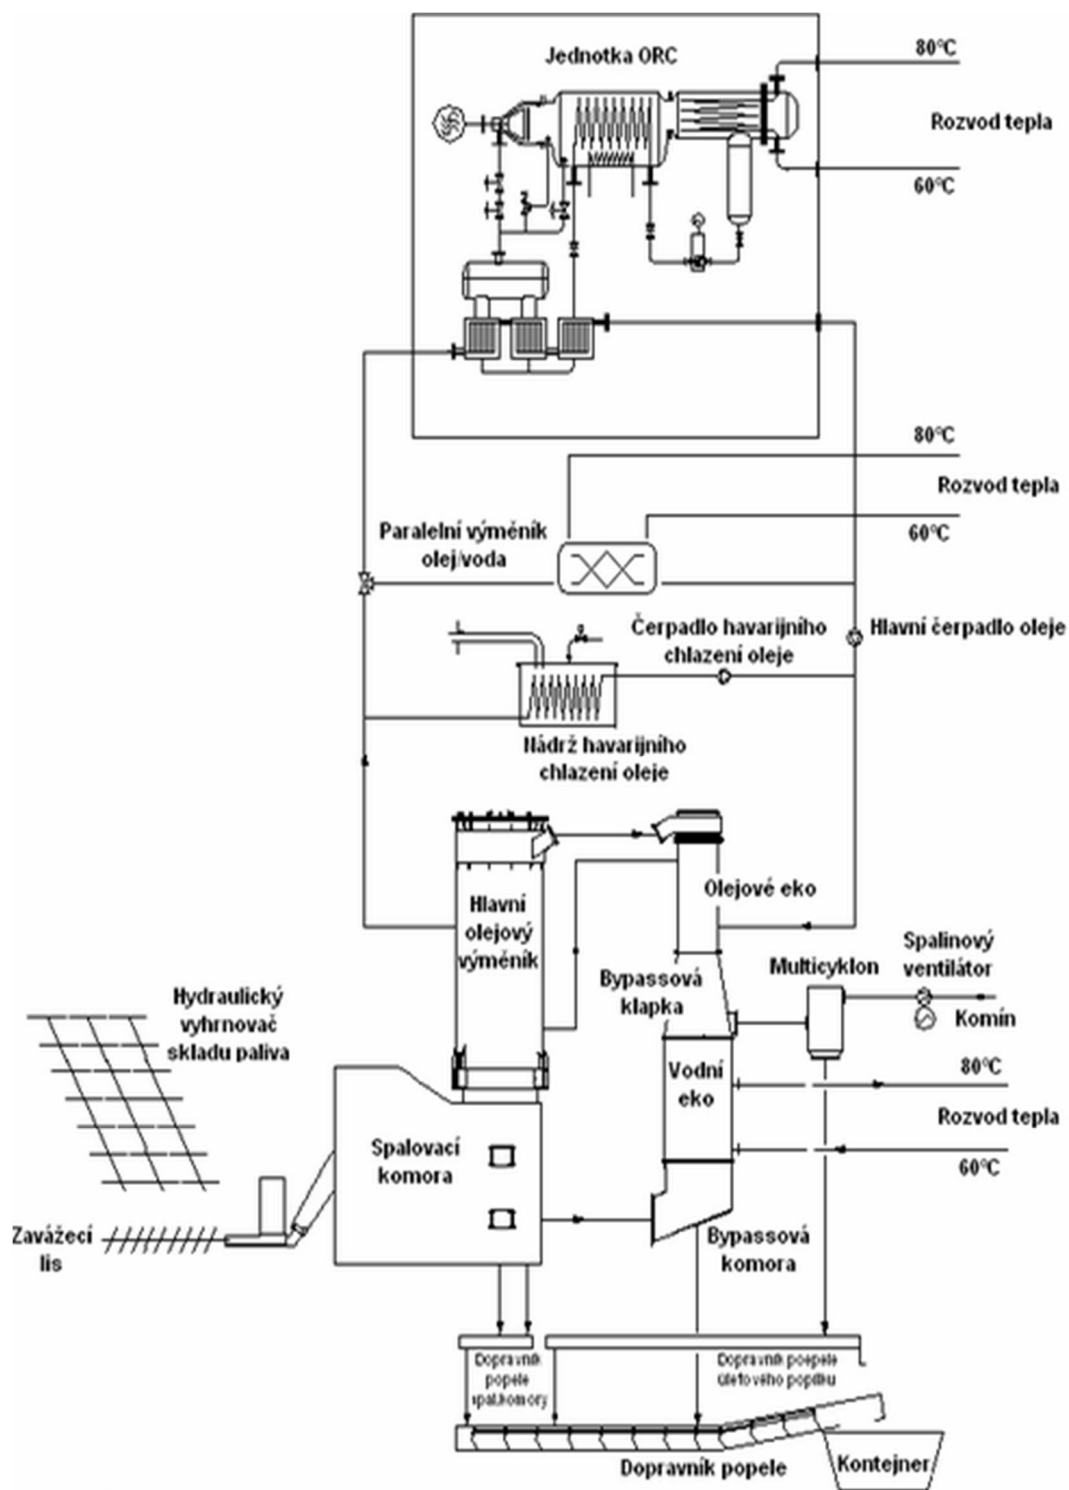 Jednotka ORC
80°C
Rozvod tepla
60°C
80°C
Rozvod tepla
60°C
Paralelní výměník
olej/voda
Čerpadlo havarijního
chlazení oleje
Hlavní čerpadlo oleje
Nádrž havarijního
chlazení oleje
Hlavní
olejový
výměník
Olejové eko
Bypassová
klapka
Multicyklon
Spalinový
ventilátor
Komín
Hydraulický
vyhrnovač
skladu paliva
Vodní
eko
80°C
Rozvod tepla
60°C
Spalovací
komora
Zavážecí
lis
Bypassová
komora
Dopravník
popele
spal.komory
Dopravník poepele
úletového popílku
Dopravník popele
Kontejner